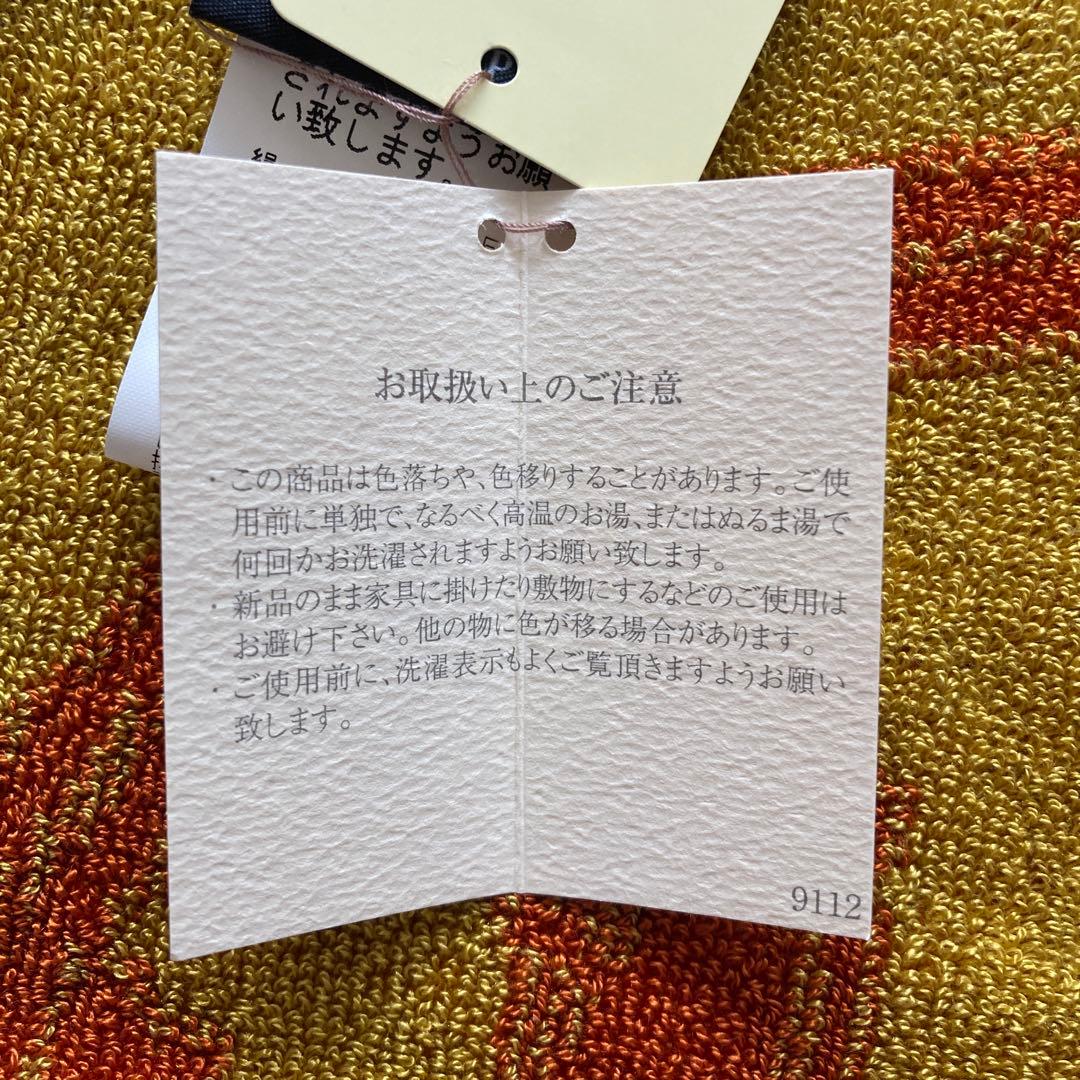 い致します。
お願
お取扱い上のご注意
・この商品は色落ちや、色移りすることがあります。ご使
用前に単独で、なるべく高温のお湯、またはぬるま湯で
何回かお洗濯されますようお願い致します。
・新品のまま家具に掛けたり敷物にするなどのご使用は
お避け下さい。他の物に色が移る場合があります。
・ご使用前に、洗濯表示もよくご覧頂きますようお願い
致します。
9112